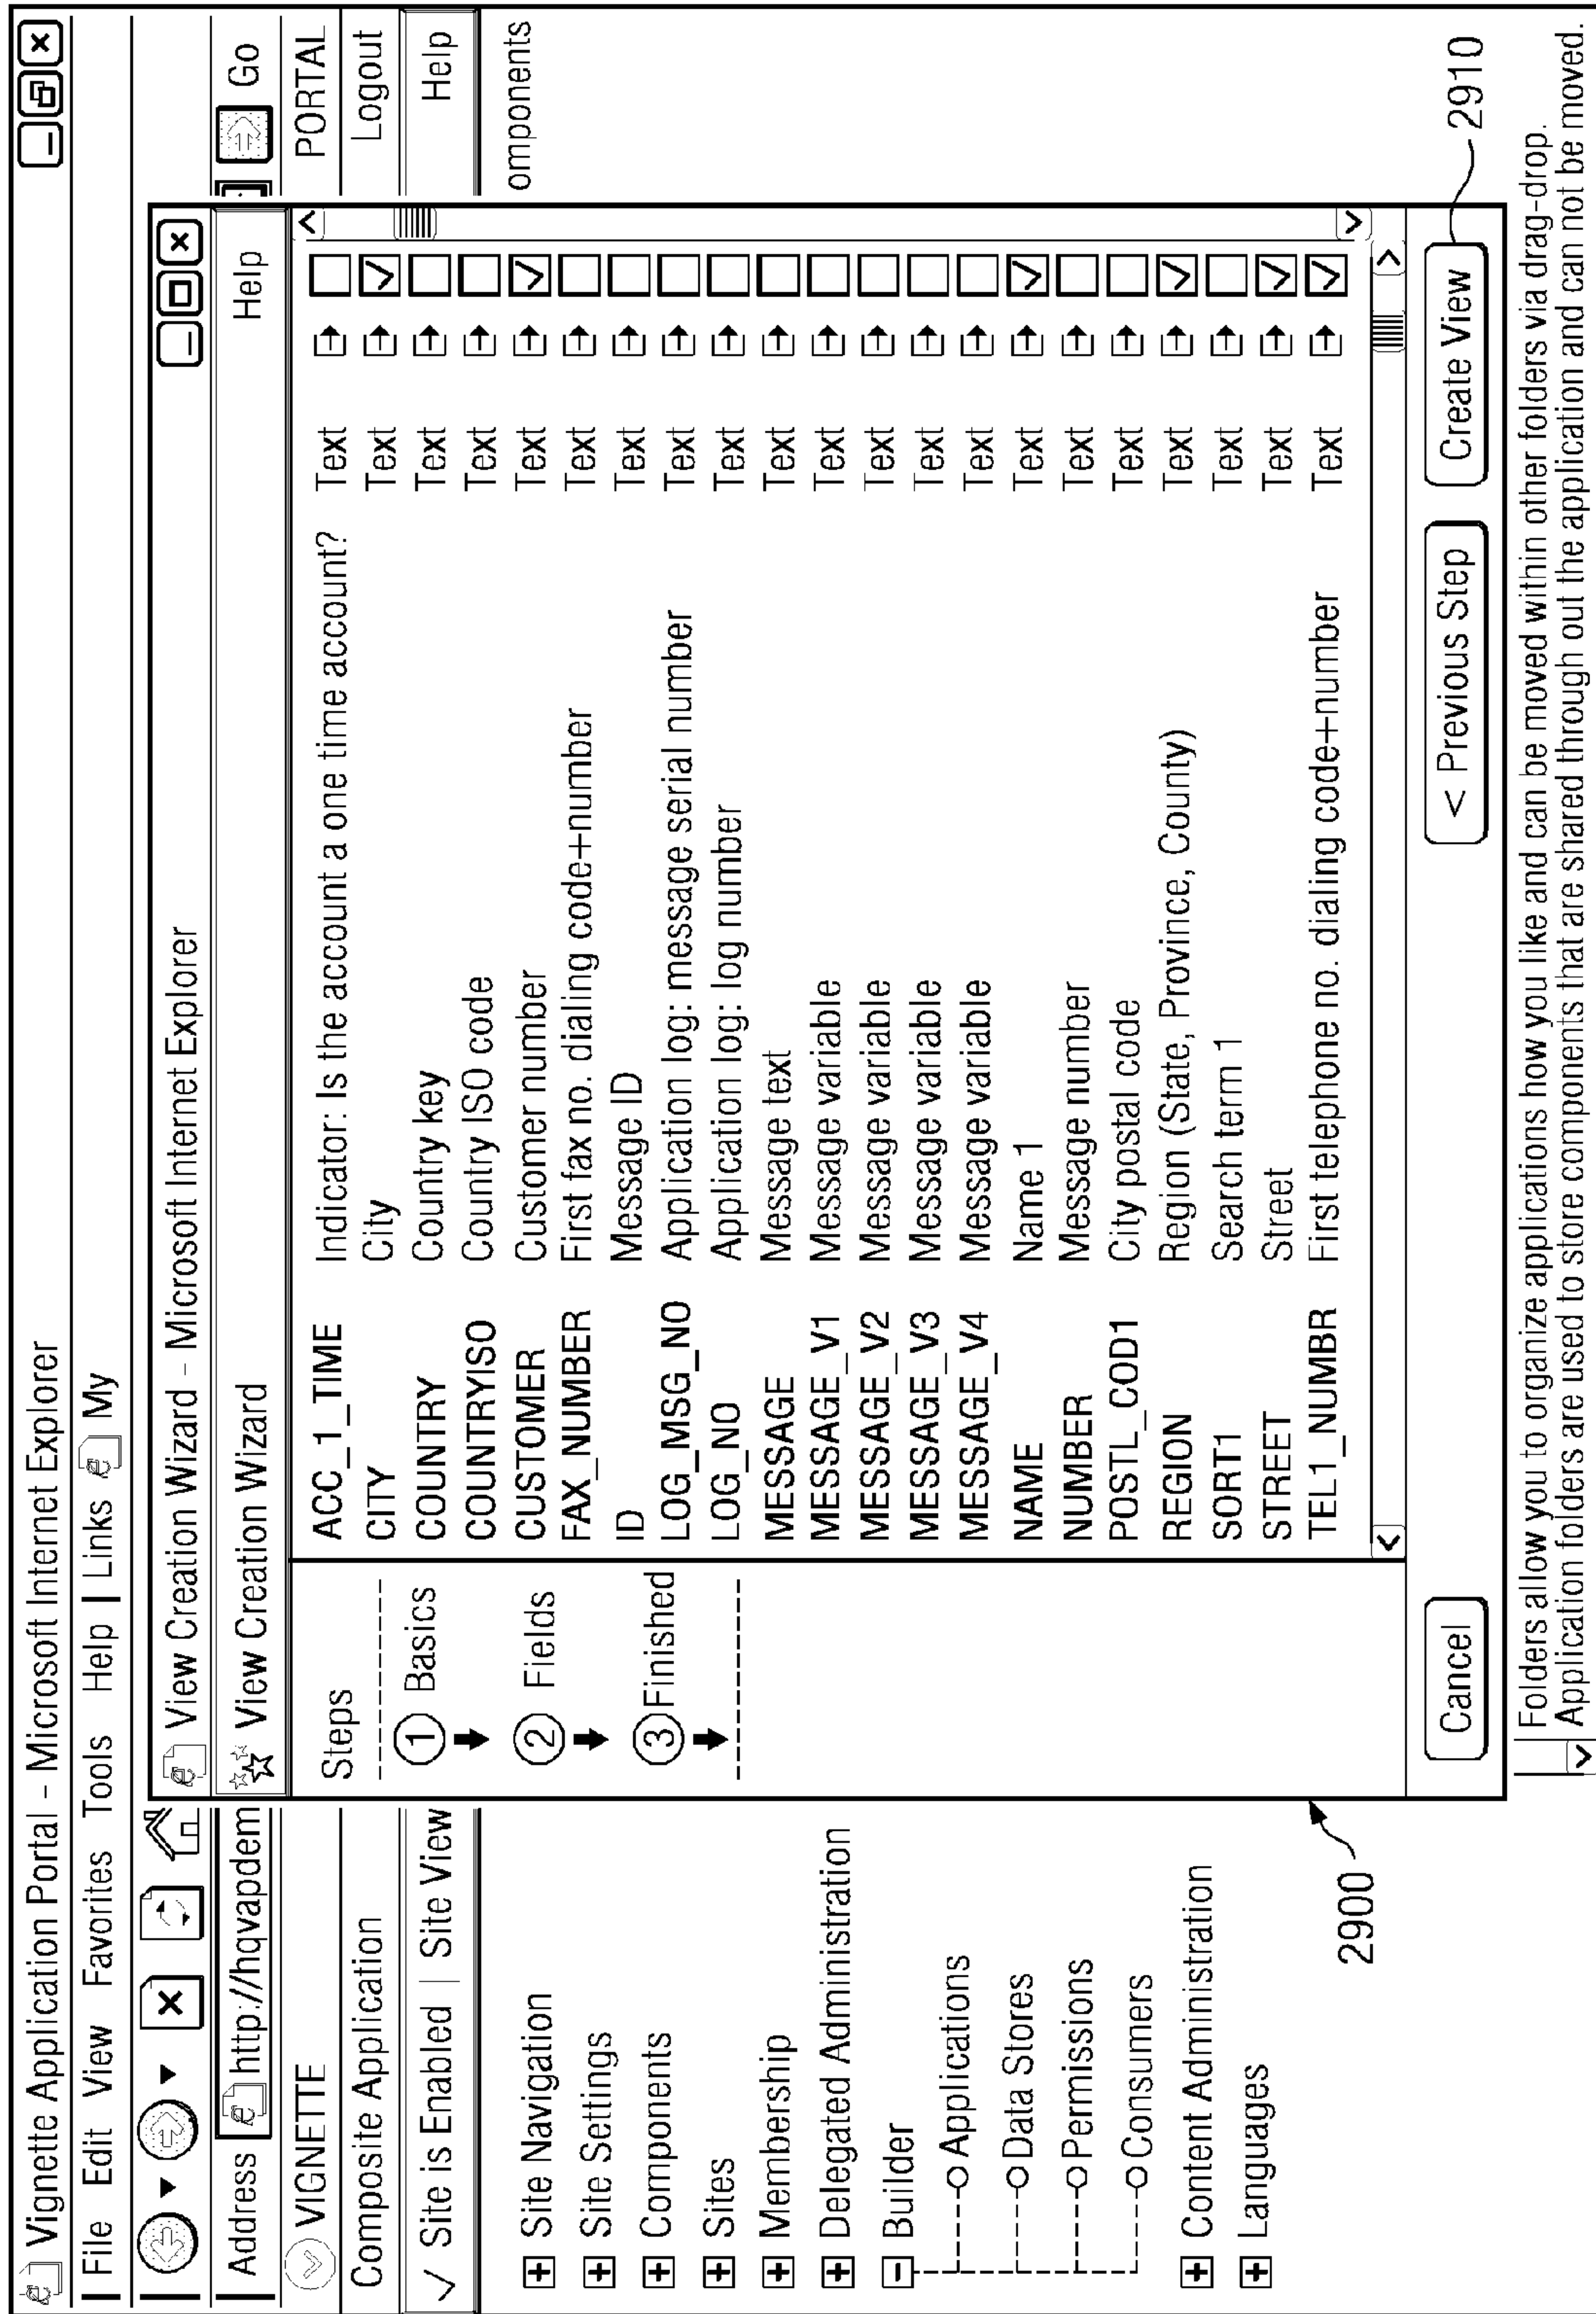 Vignette Application Portal - Microsoft Internet Explorer
File Edit View Favorites Tools Help Links My
Address http://hqvapdem Go
VIGNETTE PORTAL
Composite Application Logout
Site is Enabled | Site View Help
omponents
Site Navigation
Site Settings
Components
Sites
Membership
Delegated Administration
Builder
Applications
Data Stores
Permissions
Consumers
Content Administration
Languages
2900
View Creation Wizard - Microsoft Internet Explorer
View Creation Wizard Help
Steps
1 Basics
2 Fields
3 Finished
ACC_1_TIME Indicator: Is the account a one time account? Text
CITY City Text
COUNTRY Country key Text
COUNTRYISO Country ISO code Text
CUSTOMER Customer number Text
FAX_NUMBER First fax no. dialing code+number Text
ID Message ID Text
LOG_MSG_NO Application log: message serial number Text
LOG_NO Application log: log number Text
MESSAGE Message text Text
MESSAGE_V1 Message variable Text
MESSAGE_V2 Message variable Text
MESSAGE_V3 Message variable Text
MESSAGE_V4 Message variable Text
NAME Name 1 Text
NUMBER Message number Text
POSTL_COD1 City postal code Text
REGION Region (State, Province, County) Text
SORT1 Search term 1 Text
STREET Street Text
TEL1_NUMBR First telephone no. dialing code+number Text
Cancel < Previous Step Create View 2910
Folders allow you to organize applications how you like and can be moved within other folders via drag-drop.
Application folders are used to store components that are shared through out the application and can not be moved.